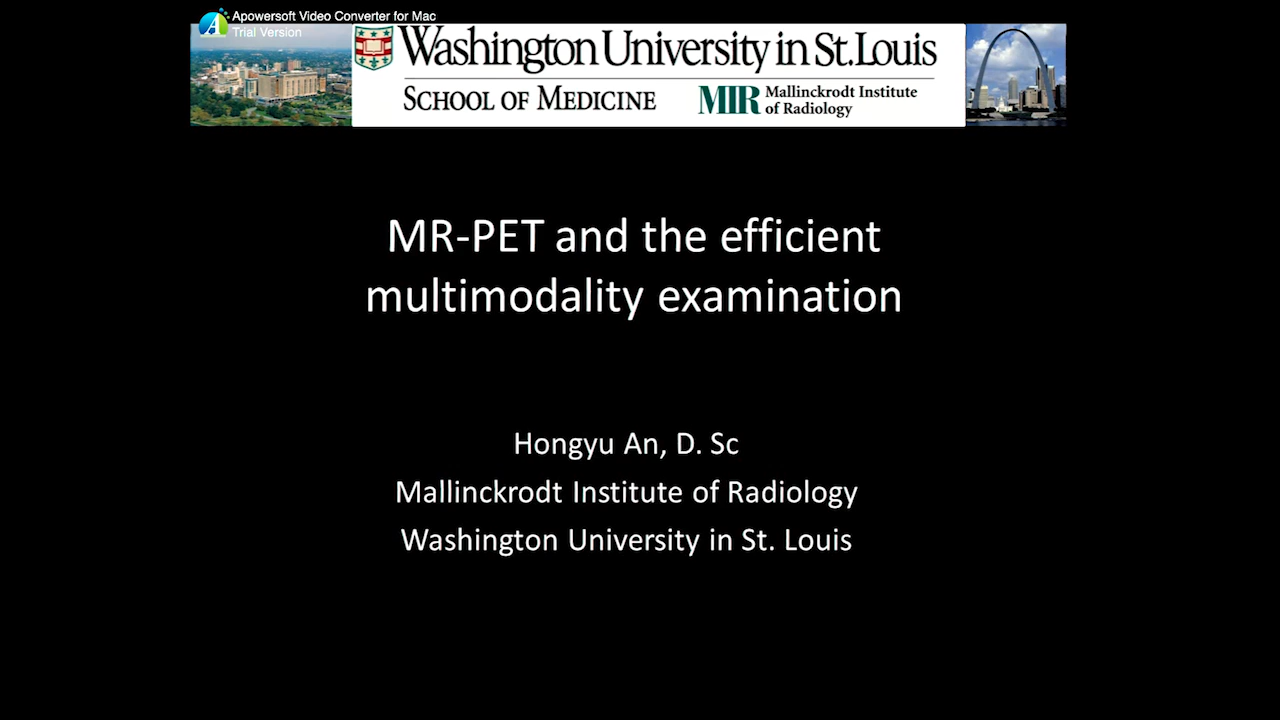 Apowersoft Video Converter for Mac
Trial Version
Washington University in St. Louis
SCHOOL OF MEDICINE
MIR Mallinckrodt Institute
of Radiology
MR-PET and the efficient
multimodality examination
Hongyu An, D. Sc
Mallinckrodt Institute of Radiology
Washington University in St. Louis